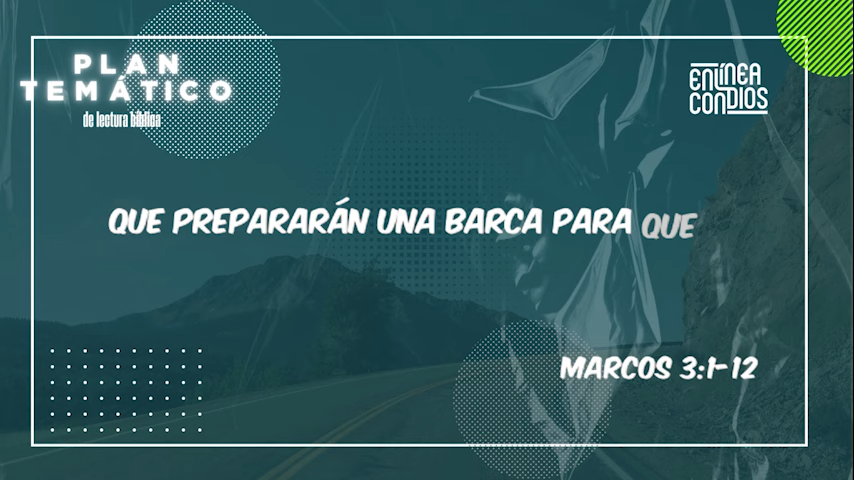 PLAN
TEMÁTICO
de lectura bíblica
ENLÍNEA
CONDIOS
QUE PREPARARÁN UNA BARCA PARA QUE
MARCOS 3:1-12